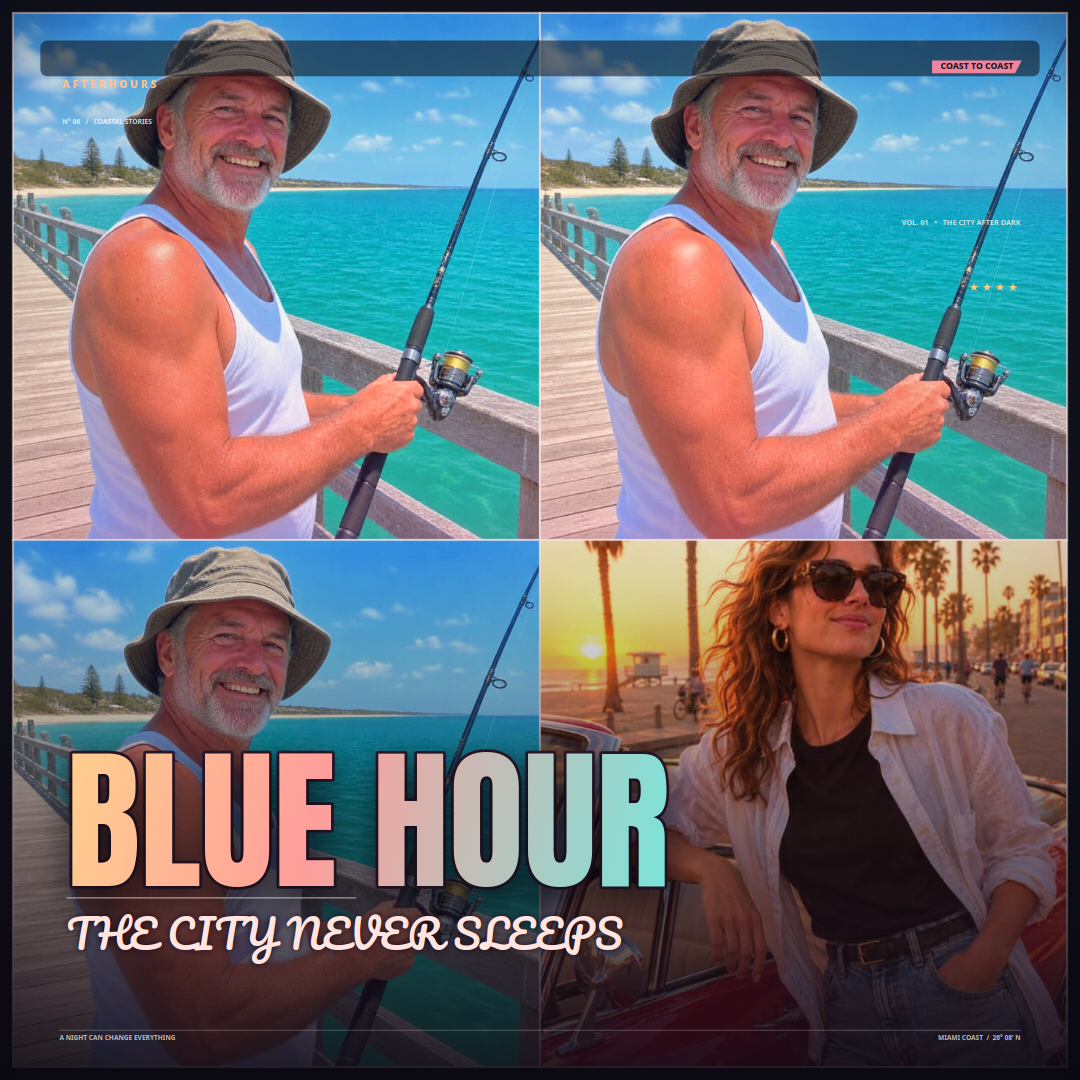 COAST TO COAST
AFTERHOURS
Nº 06 / COASTAL STORIES
VOL. 01 • THE CITY AFTER DARK
★★★★
BLUE HOUR
THE CITY NEVER SLEEPS
A NIGHT CAN CHANGE EVERYTHING
MIAMI COAST / 26° 08' N